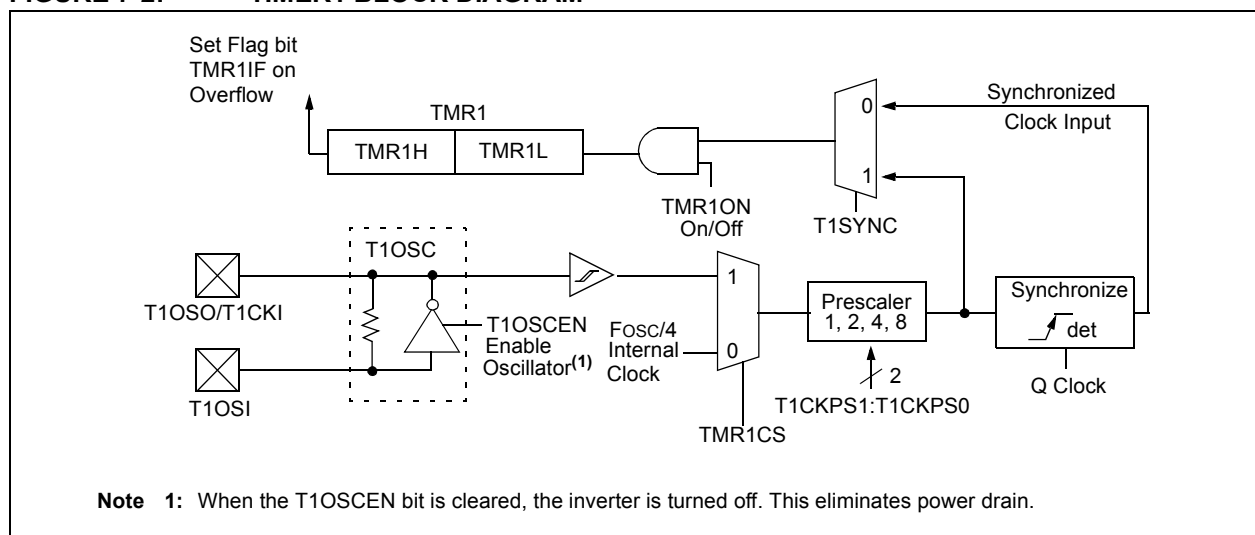 Set Flag bit
TMR1IF on
Overflow
TMR1
TMR1H
TMR1L
0
1
Synchronized
Clock Input
TMR1ON
On/Off
T1SYNC
T1OSC
T1OSO/T1CKI
T1OSCEN
Enable
Oscillator(1)
T1OSI
FOSC/4
Internal
Clock
1
0
TMR1CS
Prescaler
1, 2, 4, 8
2
T1CKPS1:T1CKPS0
Synchronize
det
Q Clock
Note 1: When the T1OSCEN bit is cleared, the inverter is turned off. This eliminates power drain.